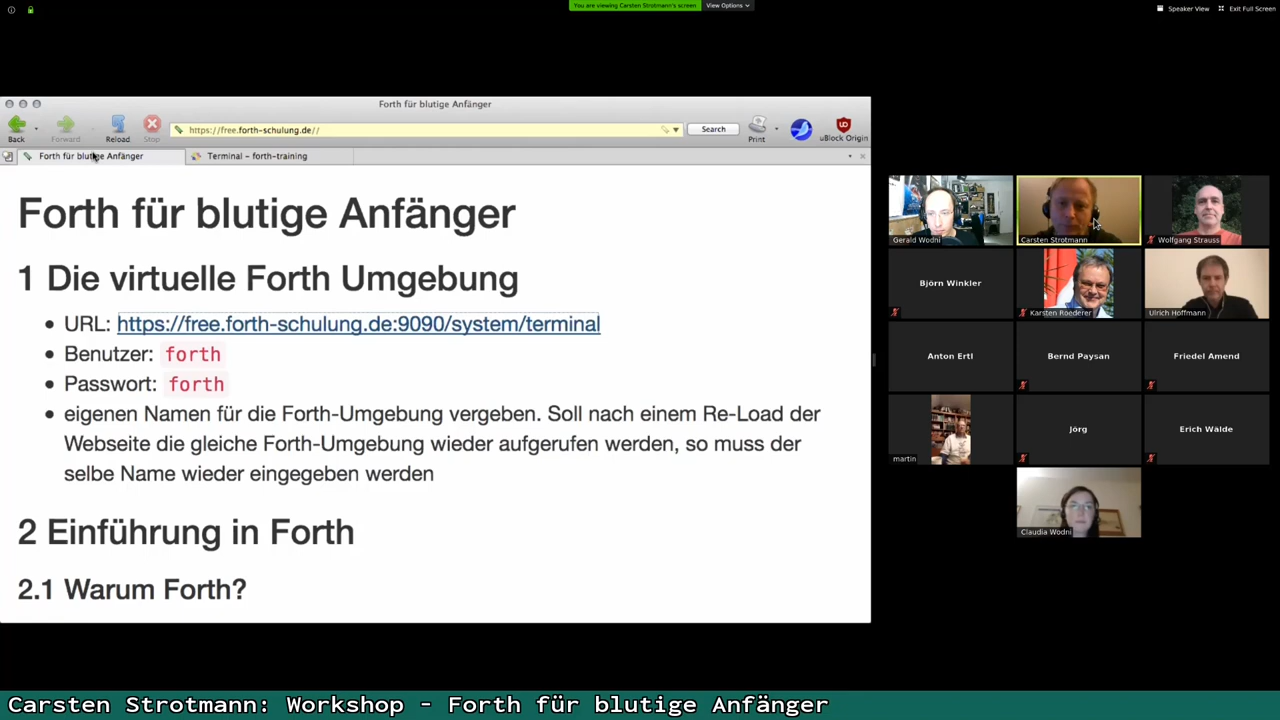 You are viewing Carsten Strotmann's screen
View Options
Speaker View
Exit Full Screen
Forth für blutige Anfänger
Back
Forward
Reload
Stop
https://free.forth-schulung.de//
Search
Print
uBlock Origin
Forth für blutige Anfänger
Terminal - forth-training
Forth für blutige Anfänger
1 Die virtuelle Forth Umgebung
URL: https://free.forth-schulung.de:9090/system/terminal
Benutzer: forth
Passwort: forth
eigenen Namen für die Forth-Umgebung vergeben. Soll nach einem Re-Load der
Webseite die gleiche Forth-Umgebung wieder aufgerufen werden, so muss der
selbe Name wieder eingegeben werden
2 Einführung in Forth
2.1 Warum Forth?
Gerald Wodni
Carsten Strotmann
Wolfgang Strauss
Björn Winkler
Karsten Roederer
Ulrich Hoffmann
Anton Ertl
Bernd Paysan
Friedel Amend
martin
Jörg
Erich Wälde
Claudia Wodni
Carsten Strotmann: Workshop - Forth für blutige Anfänger